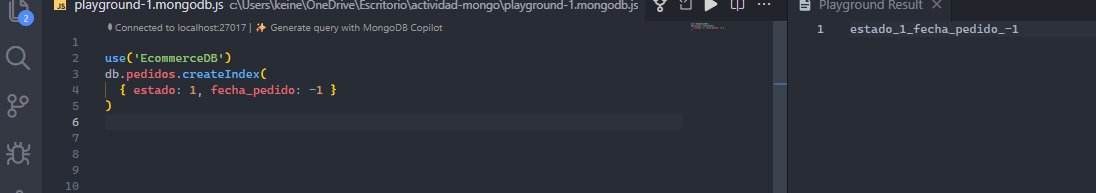 playground-1.mongodb.js c:\Users\keine\OneDrive\Escritorio\actividad-mongo\playground-1.mongodb.js
Playground Result
2
Connected to localhost:27017 | ✨ Generate query with MongoDB Copilot
1
2 use('EcommerceDB')
3 db.pedidos.createIndex(
4 { estado: 1, fecha_pedido: -1 }
5 )
6
7
8
9
10
1 estado_1_fecha_pedido_-1